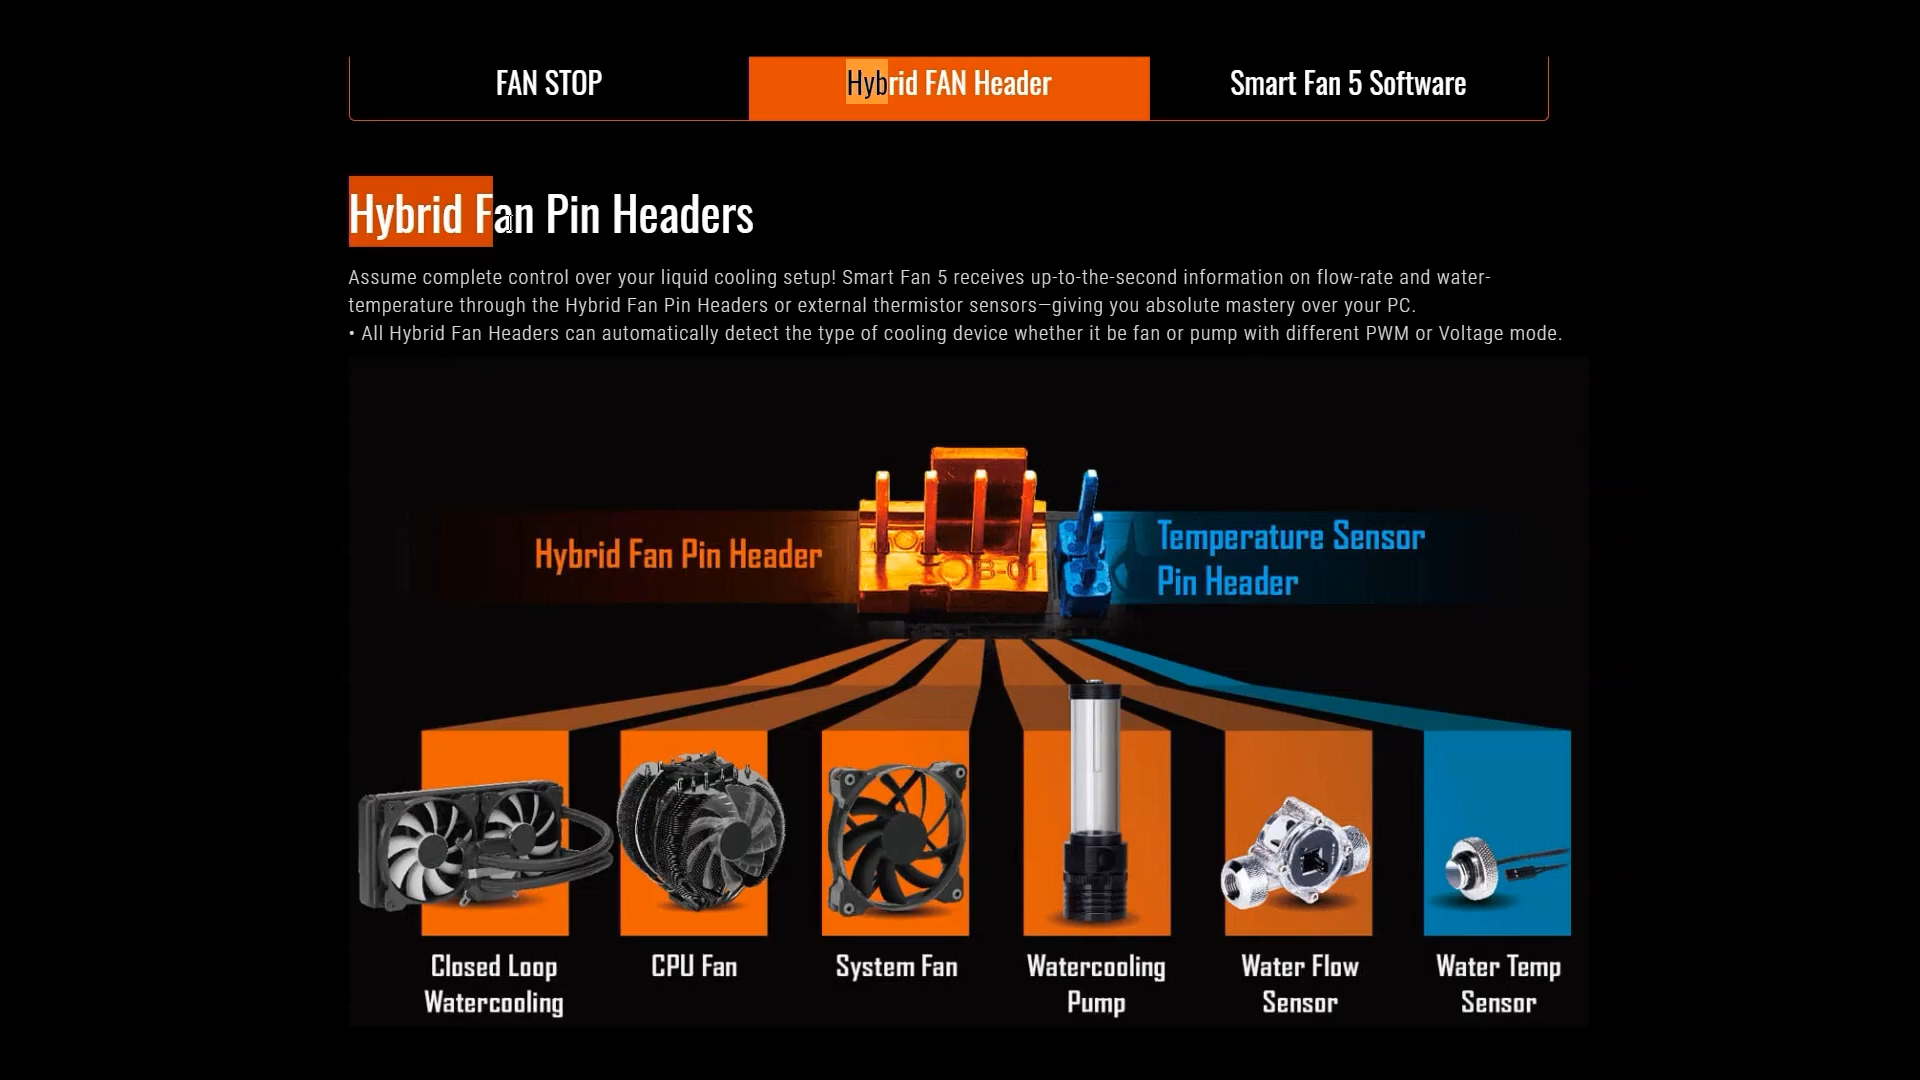 FAN STOP
Hybrid FAN Header
Smart Fan 5 Software
Hybrid Fan Pin Headers
Assume complete control over your liquid cooling setup! Smart Fan 5 receives up-to-the-second information on flow-rate and water-
temperature through the Hybrid Fan Pin Headers or external thermistor sensors—giving you absolute mastery over your PC.
• All Hybrid Fan Headers can automatically detect the type of cooling device whether it be fan or pump with different PWM or Voltage mode.
Hybrid Fan Pin Header
B-01
Temperature Sensor
Pin Header
Closed Loop
Watercooling
CPU Fan
System Fan
Watercooling
Pump
Water Flow
Sensor
Water Temp
Sensor